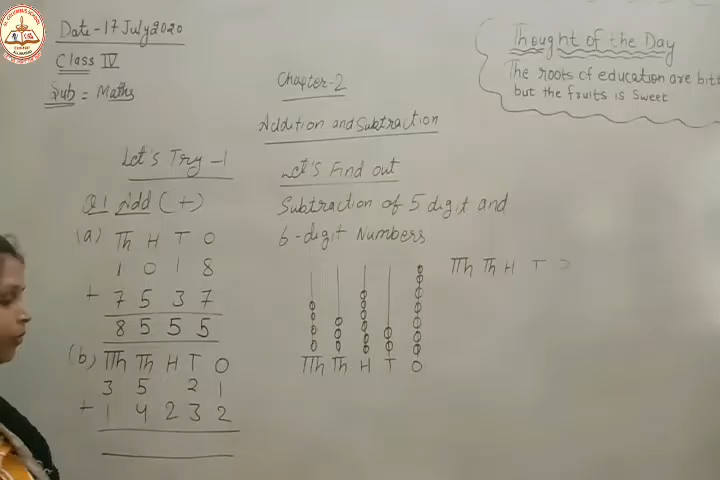 Date-17 July2020
Class IV
Sub = Maths
Thought of the Day
The roots of education are bitt
but the fruits is Sweet
Chapter-2
Addition and Subtraction
Let's Try-1
Q1 Add (+)
(a) Th H T O
1 0 1 8
+ 7 5 3 7
8 5 5 5
(b) TTh Th H T O
3 5 2 1
+ 1 4 2 3 2
Let's Find out
Subtraction of 5 digit and
6-digit Numbers
TTh Th H T O
TTh Th H T